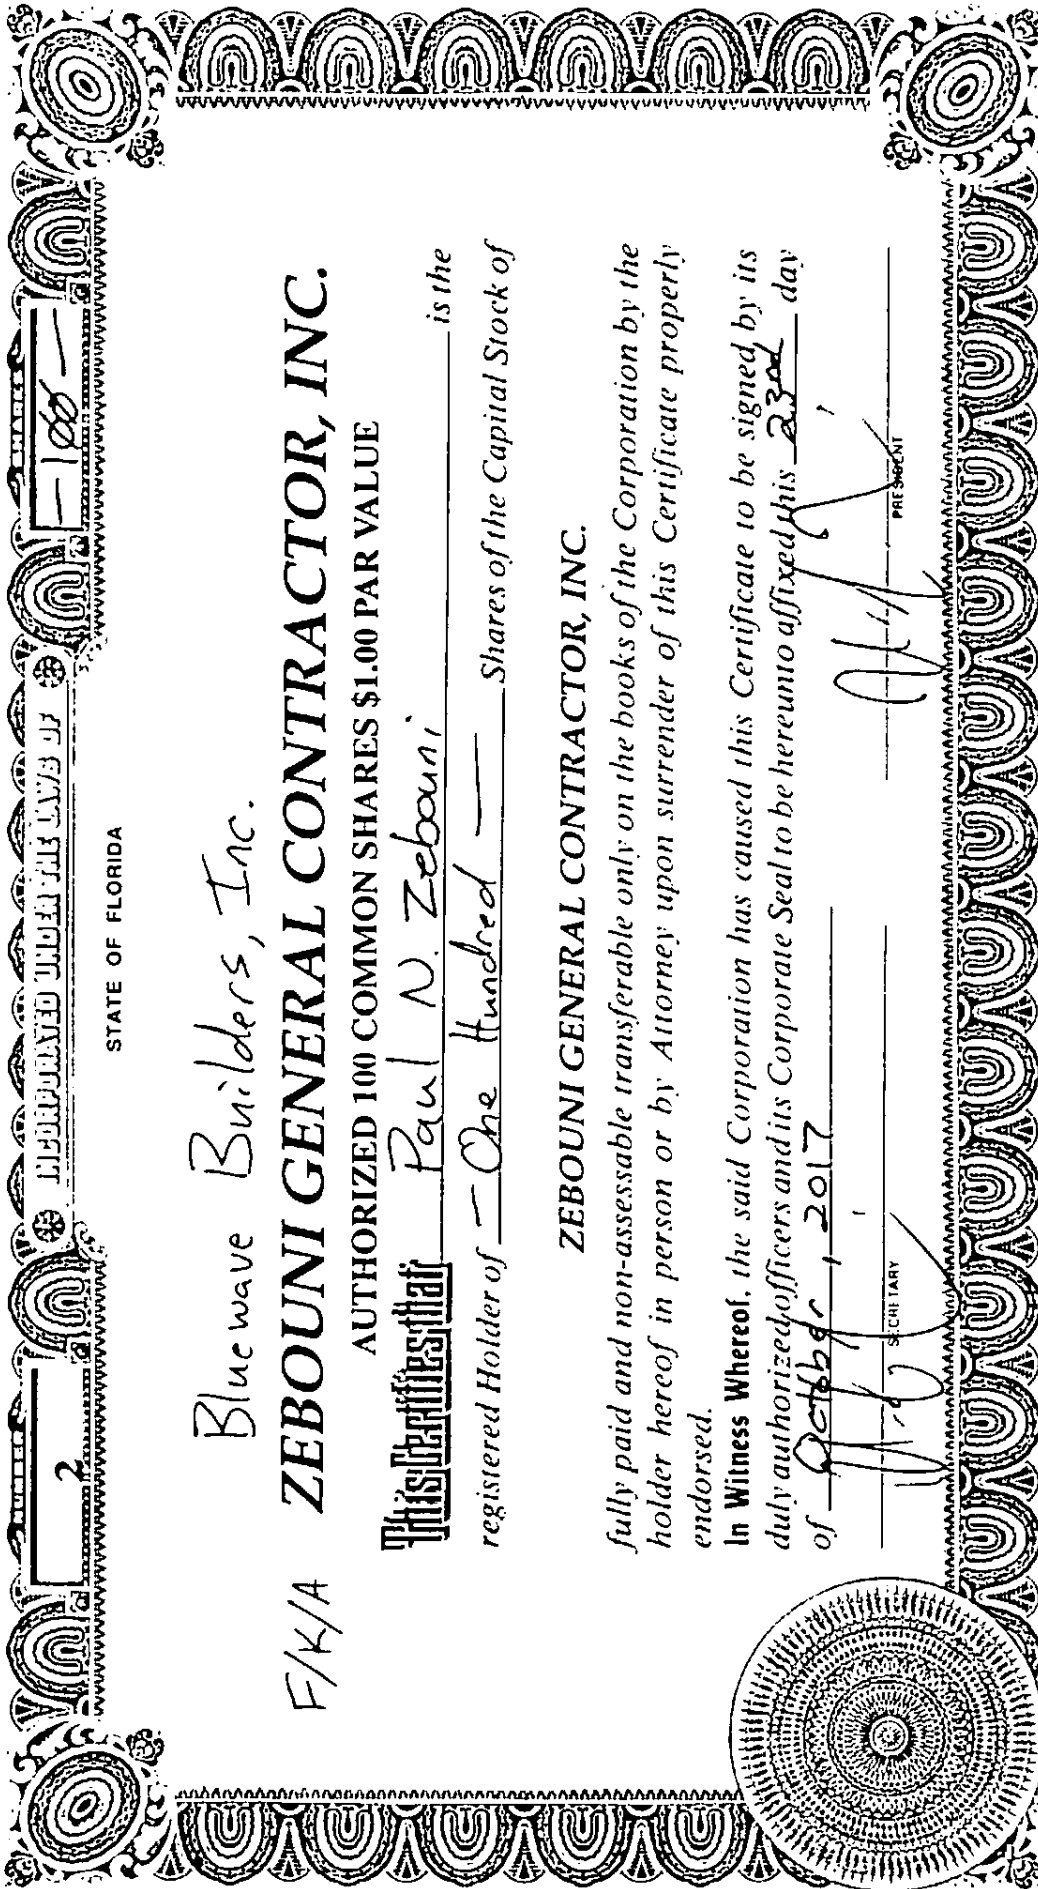 NUMBER
2
INCORPORATED UNDER THE LAWS OF
SHARES
— 100 —
STATE OF FLORIDA
Bluewave Builders, Inc.
F/K/A ZEBOUNI GENERAL CONTRACTOR, INC.
AUTHORIZED 100 COMMON SHARES $1.00 PAR VALUE
This Certifies that Paul N. Zebouni is the
registered Holder of — One Hundred — Shares of the Capital Stock of
ZEBOUNI GENERAL CONTRACTOR, INC.
fully paid and non-assessable transferable only on the books of the Corporation by the
holder hereof in person or by Attorney upon surrender of this Certificate properly
endorsed.
In Witness Whereof, the said Corporation has caused this Certificate to be signed by its
duly authorized officers and its Corporate Seal to be hereunto affixed this 23rd day
of October, 2017
SECRETARY
PRESIDENT